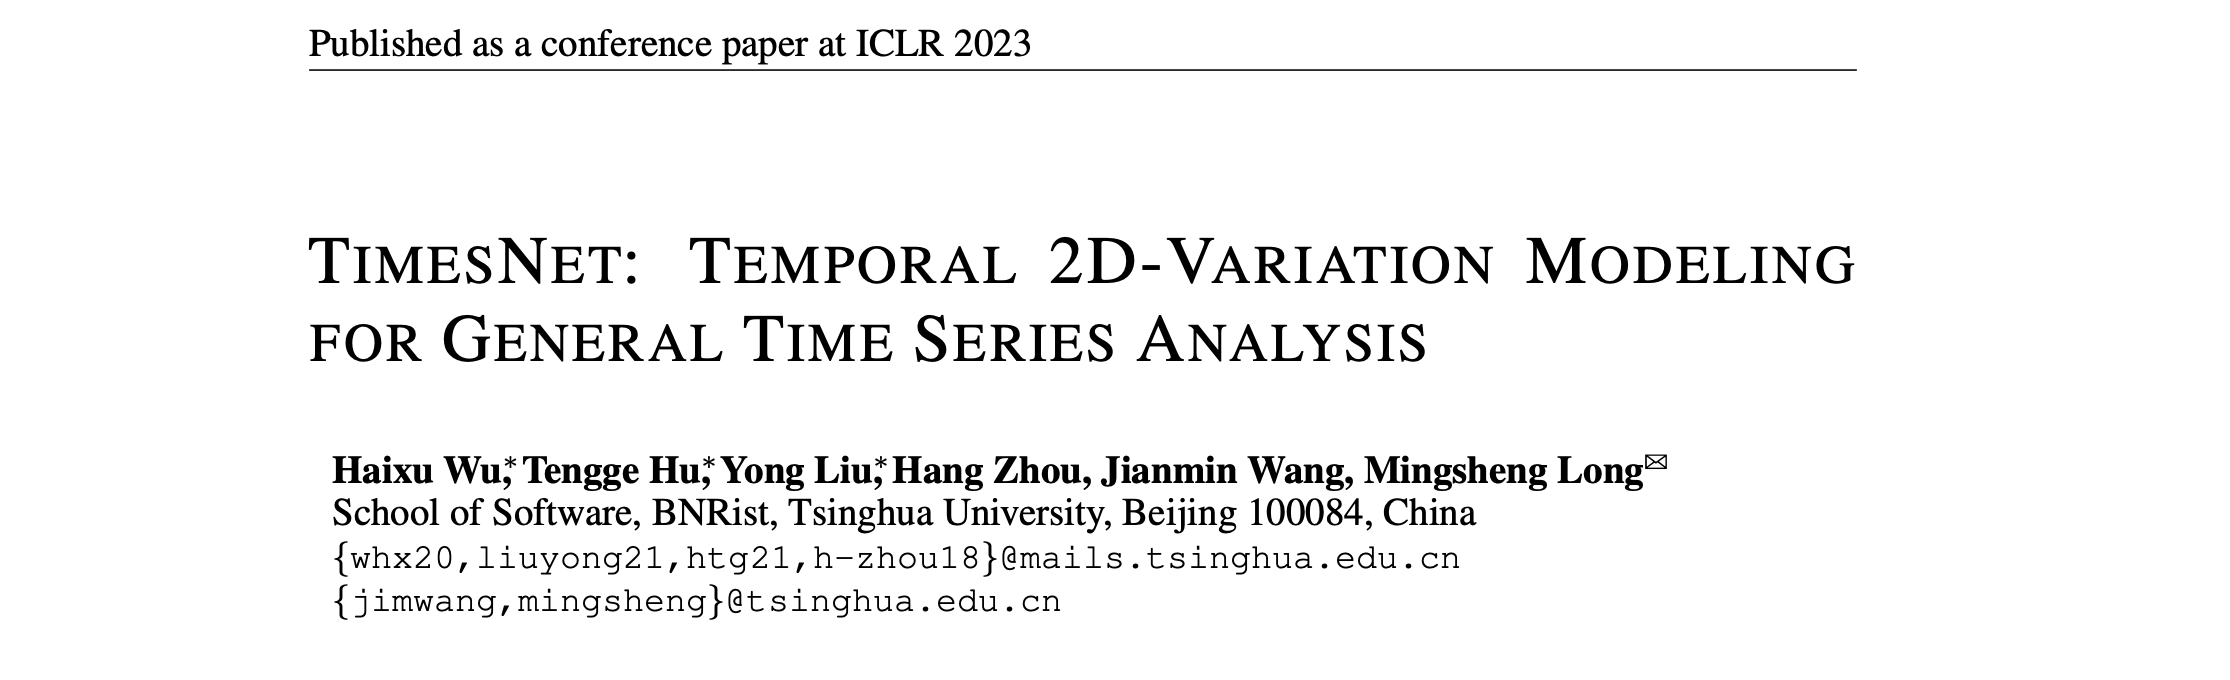 Published as a conference paper at ICLR 2023
TIMESNET: TEMPORAL 2D-VARIATION MODELING
FOR GENERAL TIME SERIES ANALYSIS
Haixu Wu,* Tengge Hu,* Yong Liu,* Hang Zhou, Jianmin Wang, Mingsheng Long✉
School of Software, BNRist, Tsinghua University, Beijing 100084, China
{whx20,liuyong21,htg21,h-zhou18}@mails.tsinghua.edu.cn
{jimwang,mingsheng}@tsinghua.edu.cn